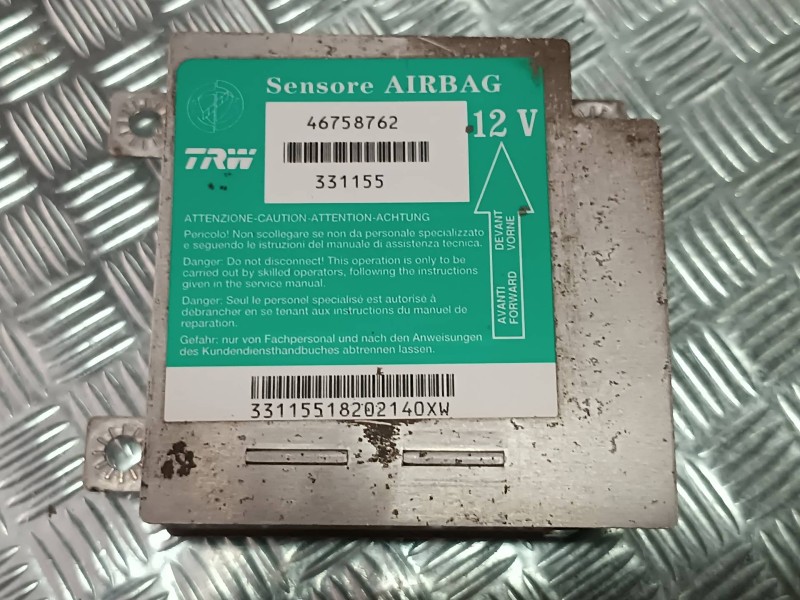 Sensore AIRBAG
46758762
12 V
TRW
331155
ATTENZIONE-CAUTION-ATTENTION-ACHTUNG
Pericolo! Non scollegare se non da personale specializzato
e seguendo le istruzioni del manuale di assistenza tecnica.
Danger: Do not disconnect! This operation is only to be
carried out by skilled operators, following the instructions
given in the service manual.
Danger: Seul le personel specialisé est autorise à
debrancher en se tenant aux instructions du manuel de
reparation.
Gefahr: nur von Fachpersonal und nach den Anweisungen
des Kundendiensthandbuches abtrennen lassen.
AVANTI DEVANT
FORWARD VORNE
33115518202140XW